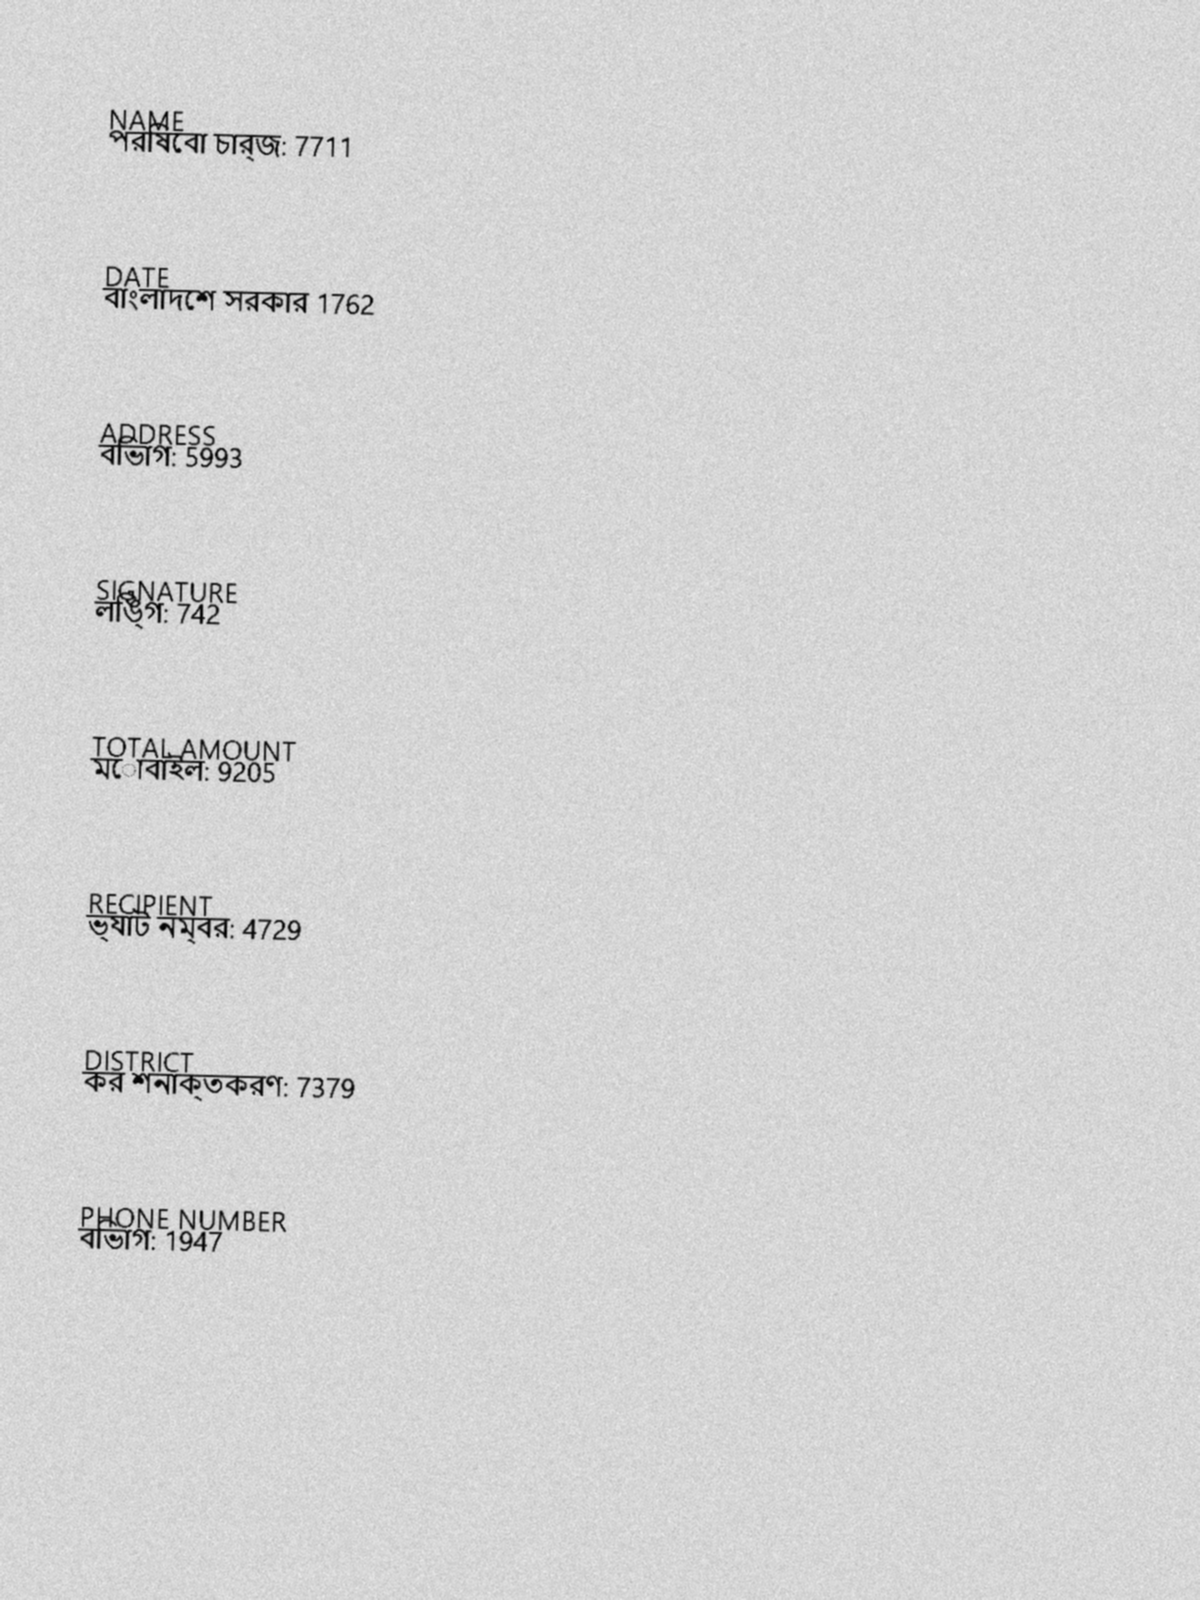 NAME
পরিষেবা চার্জ: 7711
DATE
বাংলাদেশ সরকার 1762
ADDRESS
বিভাগ: 5993
SIGNATURE
লিঙ্গ: 742
TOTAL AMOUNT
মোবাইল: 9205
RECIPIENT
ভ্যাট নম্বর: 4729
DISTRICT
কর শনাক্তকরণ: 7379
PHONE NUMBER
বিভাগ: 1947